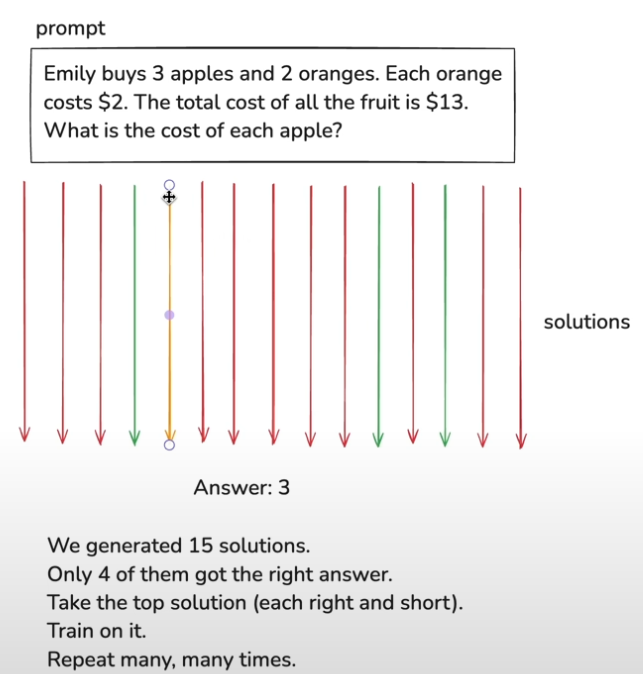 prompt
Emily buys 3 apples and 2 oranges. Each orange
costs $2. The total cost of all the fruit is $13.
What is the cost of each apple?
solutions
Answer: 3
We generated 15 solutions.
Only 4 of them got the right answer.
Take the top solution (each right and short).
Train on it.
Repeat many, many times.